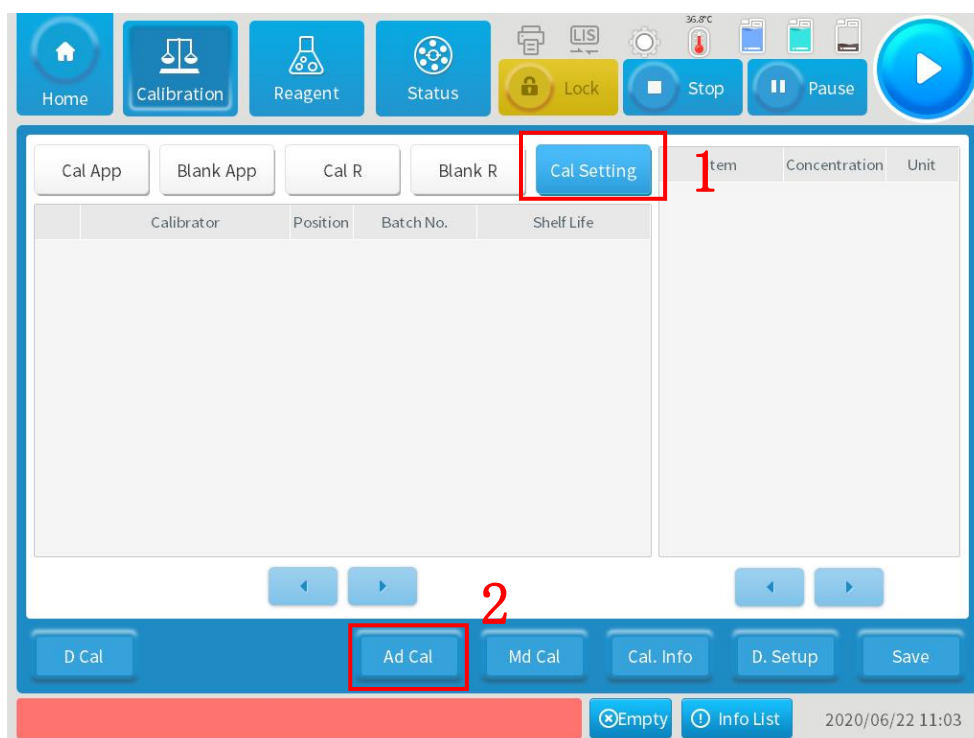 36.8°C
LIS
Home
Calibration
Reagent
Status
Lock
Stop
Pause
Cal App
Blank App
Cal R
Blank R
Cal Setting
1
tem
Concentration
Unit
Calibrator
Position
Batch No.
Shelf Life
2
D Cal
Ad Cal
Md Cal
Cal. Info
D. Setup
Save
Empty
Info List
2020/06/22 11:03